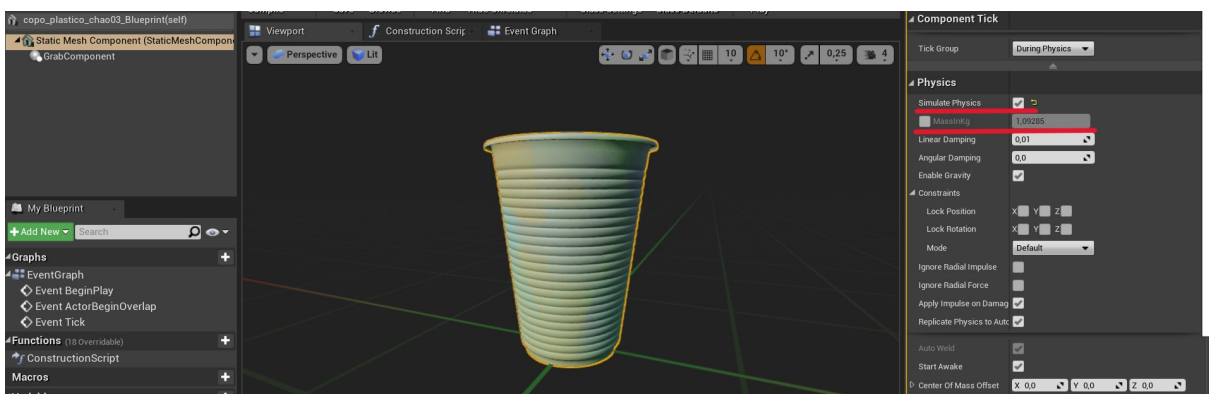 copo_plastico_chao03_Blueprint(self)
Static Mesh Component (StaticMeshCompon
GrabComponent
My Blueprint
Add New
Search
Graphs
EventGraph
Event BeginPlay
Event ActorBeginOverlap
Event Tick
Functions (18 Overridable)
ConstructionScript
Macros
Viewport
Construction Scrip
Event Graph
Perspective
Lit
10
10°
0,25
4
Component Tick
Tick Group During Physics
Physics
Simulate Physics
MassInKg 1,09285
Linear Damping 0,01
Angular Damping 0,0
Enable Gravity
Constraints
Lock Position X Y Z
Lock Rotation X Y Z
Mode Default
Ignore Radial Impulse
Ignore Radial Force
Apply Impulse on Damag
Replicate Physics to Autc
Auto Weld
Start Awake
Center Of Mass Offset X 0,0 Y 0,0 Z 0,0